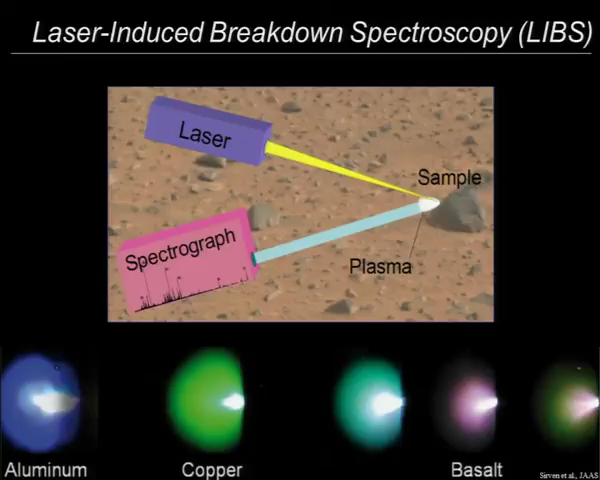 Laser-Induced Breakdown Spectroscopy (LIBS)
Laser
Sample
Spectrograph
Plasma
Aluminum
Copper
Basalt
Sirven et al., JAAS